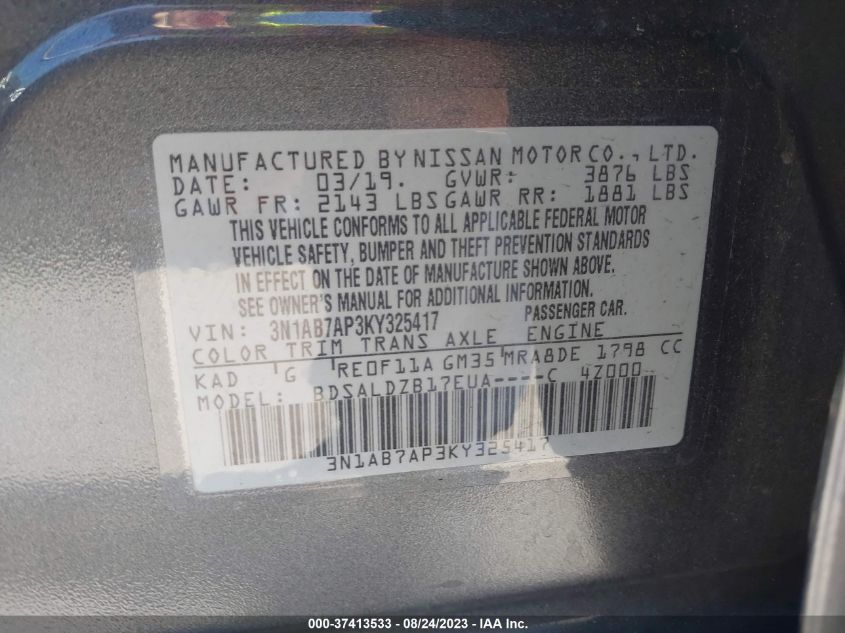 MANUFACTURED BY NISSAN MOTOR CO., LTD.
DATE: 03/19. GVWR: 3876 LBS
GAWR FR: 2143 LBS GAWR RR: 1881 LBS
THIS VEHICLE CONFORMS TO ALL APPLICABLE FEDERAL MOTOR
VEHICLE SAFETY, BUMPER AND THEFT PREVENTION STANDARDS
IN EFFECT ON THE DATE OF MANUFACTURE SHOWN ABOVE.
SEE OWNER'S MANUAL FOR ADDITIONAL INFORMATION.
VIN: 3N1AB7AP3KY325417 PASSENGER CAR.
COLOR TRIM TRANS AXLE ENGINE
KAD G RE0F11A GM35 MRA8DE 1798 CC
MODEL: BDSALDZB17EUA----C 4Z000--
3N1AB7AP3KY325417
000-37413533 - 08/24/2023 - IAA Inc.